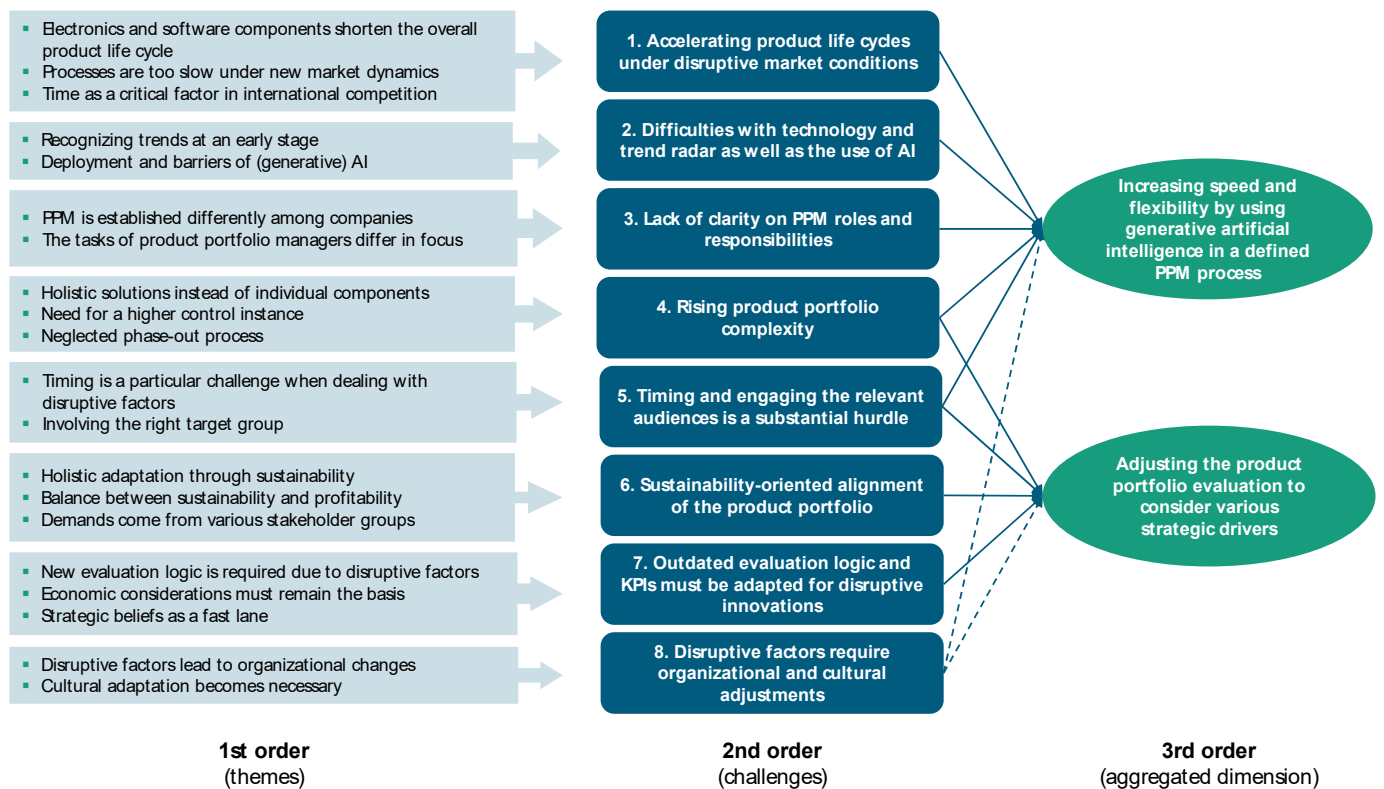 ▪ Electronics and software components shorten the overall
product life cycle
▪ Processes are too slow under new market dynamics
▪ Time as a critical factor in international competition
▪ Recognizing trends at an early stage
▪ Deployment and barriers of (generative) AI
▪ PPM is established differently among companies
▪ The tasks of product portfolio managers differ in focus
▪ Holistic solutions instead of individual components
▪ Need for a higher control instance
▪ Neglected phase-out process
▪ Timing is a particular challenge when dealing with
disruptive factors
▪ Involving the right target group
▪ Holistic adaptation through sustainability
▪ Balance between sustainability and profitability
▪ Demands come from various stakeholder groups
▪ New evaluation logic is required due to disruptive factors
▪ Economic considerations must remain the basis
▪ Strategic beliefs as a fast lane
▪ Disruptive factors lead to organizational changes
▪ Cultural adaptation becomes necessary
1st order
(themes)
1. Accelerating product life cycles
under disruptive market conditions
2. Difficulties with technology and
trend radar as well as the use of AI
3. Lack of clarity on PPM roles and
responsibilities
4. Rising product portfolio
complexity
5. Timing and engaging the relevant
audiences is a substantial hurdle
6. Sustainability-oriented alignment
of the product portfolio
7. Outdated evaluation logic and
KPIs must be adapted for disruptive
innovations
8. Disruptive factors require
organizational and cultural
adjustments
2nd order
(challenges)
Increasing speed and
flexibility by using
generative artificial
intelligence in a defined
PPM process
Adjusting the product
portfolio evaluation to
consider various
strategic drivers
3rd order
(aggregated dimension)